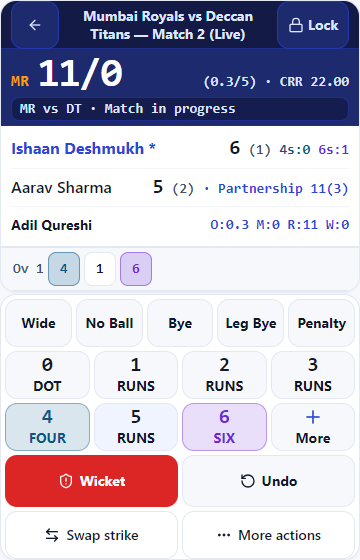 Mumbai Royals vs Deccan
Titans — Match 2 (Live)
Lock
MR 11/0 (0.3/5) · CRR 22.00
MR vs DT · Match in progress
Ishaan Deshmukh * 6 (1) 4s:0 6s:1
Aarav Sharma 5 (2) · Partnership 11(3)
Adil Qureshi O:0.3 M:0 R:11 W:0
Ov 1 4 1 6
Wide No Ball Bye Leg Bye Penalty
0 1 2 3
DOT RUNS RUNS RUNS
4 5 6 +
FOUR RUNS SIX More
Wicket Undo
Swap strike More actions